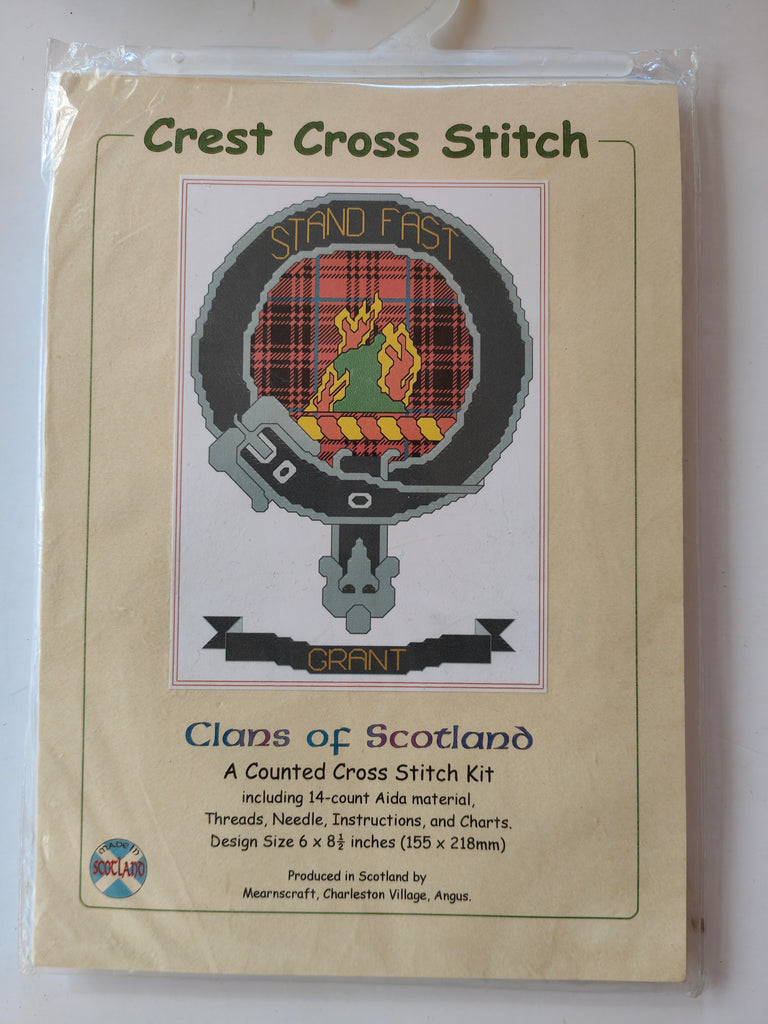 Crest Cross Stitch
STAND FAST
GRANT
Clans of Scotland
A Counted Cross Stitch Kit
including 14-count Aida material,
Threads, Needle, Instructions, and Charts.
Design Size 6 x 8½ inches (155 x 218mm)
MADE IN
SCOTLAND
Produced in Scotland by
Mearnscraft, Charleston Village, Angus.